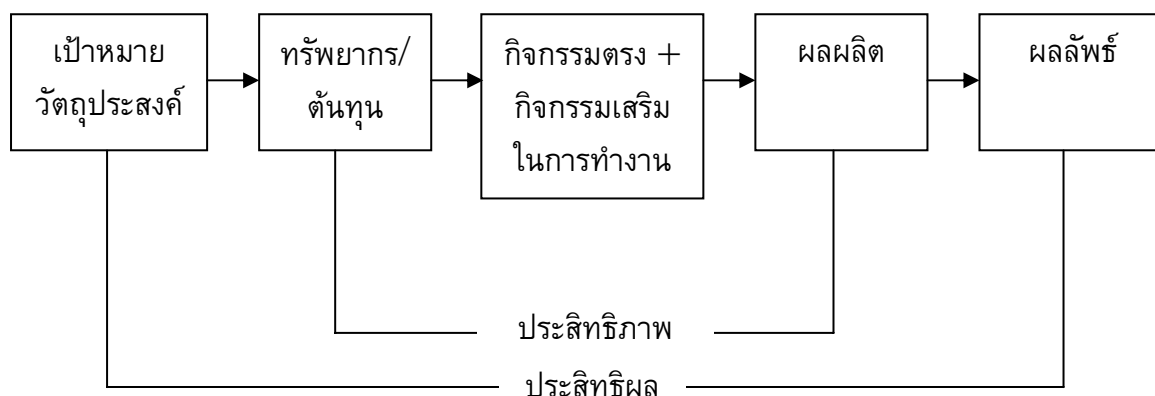 เป้าหมาย
วัตถุประสงค์
ทรัพยากร/
ต้นทุน
กิจกรรมตรง +
กิจกรรมเสริม
ในการทำงาน
ผลผลิต
ผลลัพธ์
ประสิทธิภาพ
ประสิทธิผล